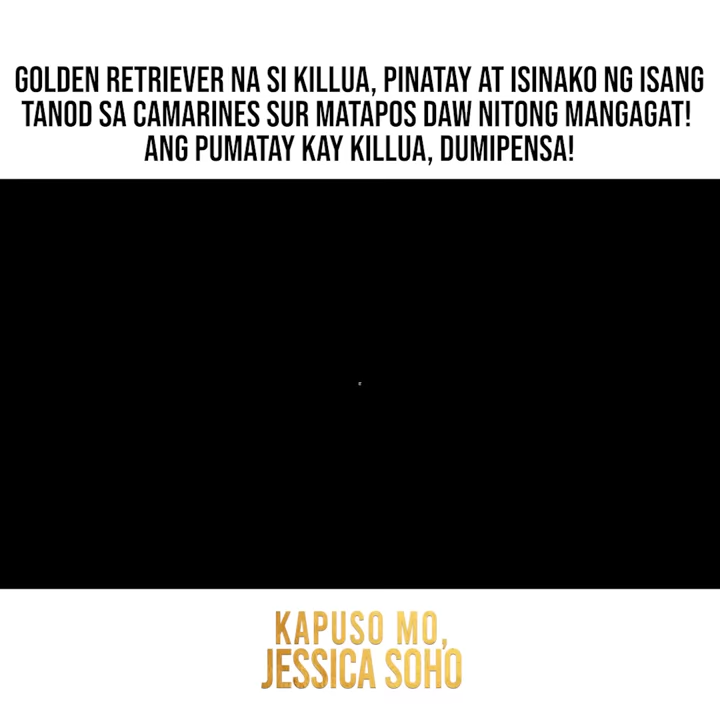 GOLDEN RETRIEVER NA SI KILLUA, PINATAY AT ISINAKO NG ISANG
TANOD SA CAMARINES SUR MATAPOS DAW NITONG MANGAGAT!
ANG PUMATAY KAY KILLUA, DUMIPENSA!
KAPUSO MO,
JESSICA SOHO